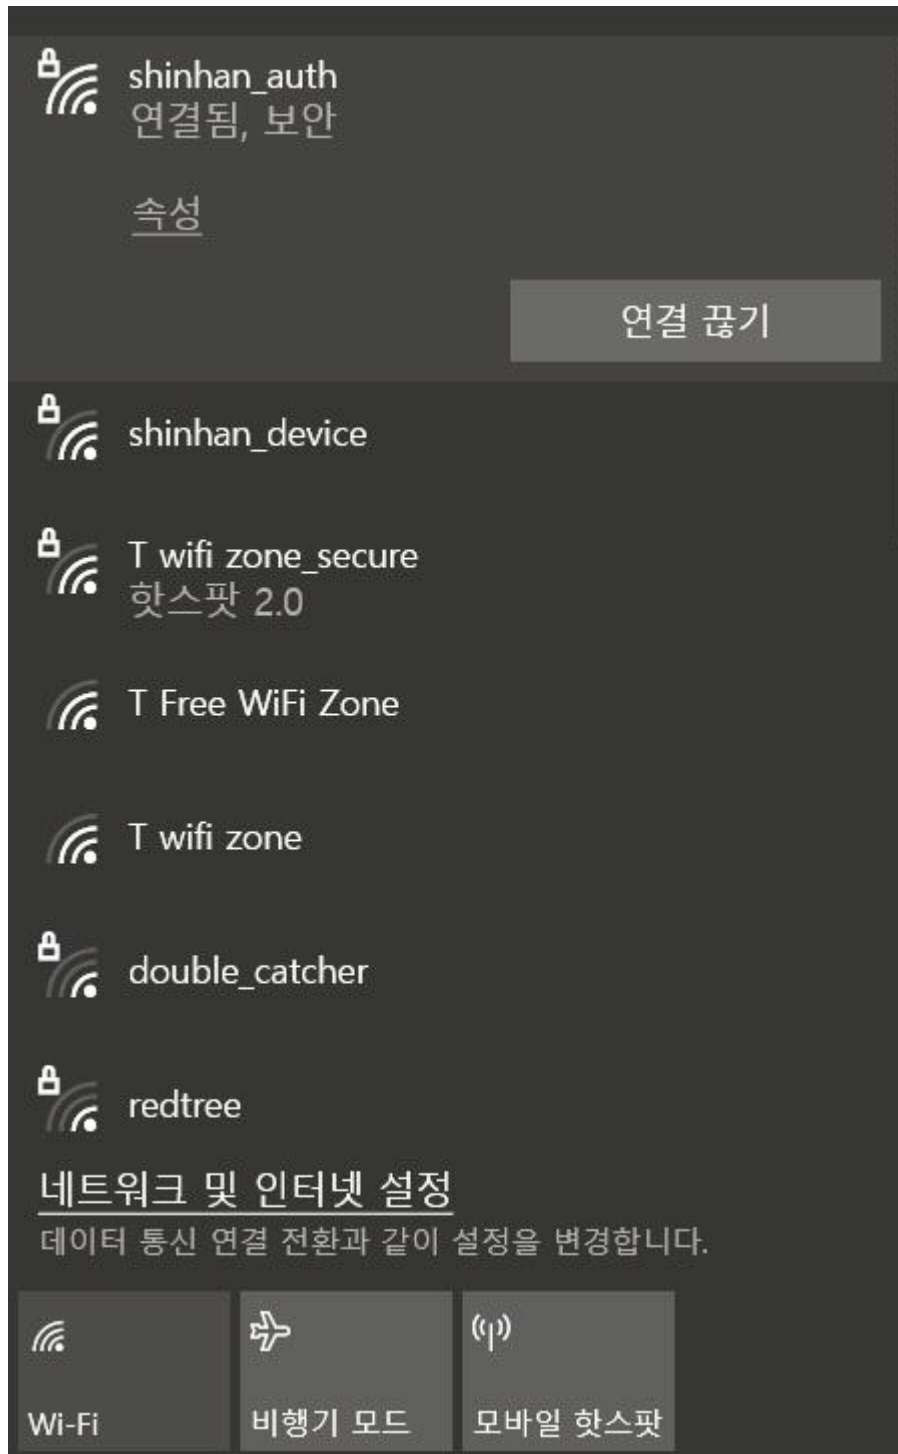 shinhan_auth
연결됨, 보안
속성
연결 끊기
shinhan_device
T wifi zone_secure
핫스팟 2.0
T Free WiFi Zone
T wifi zone
double_catcher
redtree
네트워크 및 인터넷 설정
데이터 통신 연결 전환과 같이 설정을 변경합니다.
Wi-Fi
비행기 모드
모바일 핫스팟